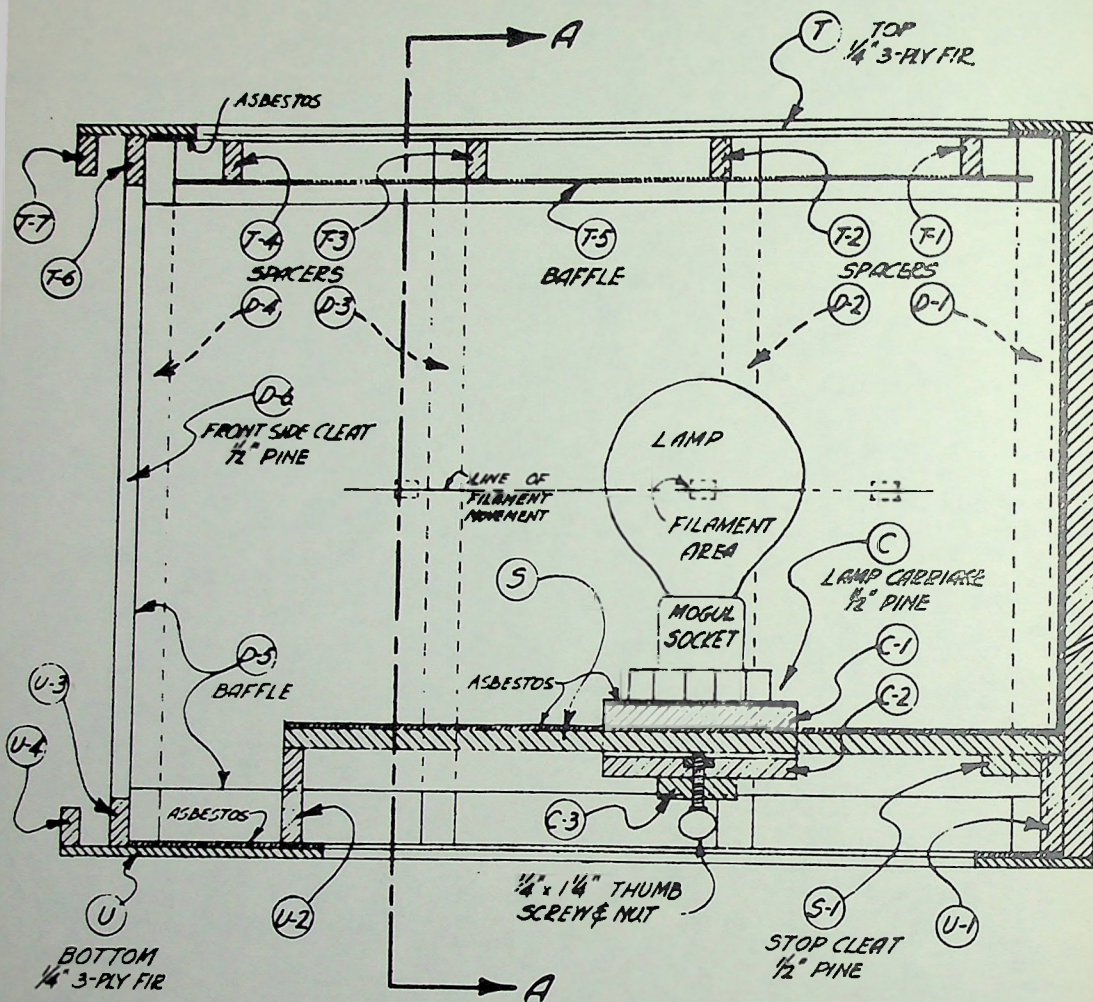 A
T
TOP
1/4" 3-PLY FIR
ASBESTOS
T-7
T-6
T-4
T-3
SPACERS
D-4
D-3
T-5
BAFFLE
T-2
T-1
SPACERS
D-2
D-1
D-6
FRONT SIDE CLEAT
1/2" PINE
LINE OF
FILAMENT
MOVEMENT
LAMP
FILAMENT
AREA
S
C
LAMP CARRIAGE
1/2" PINE
MOGUL
SOCKET
C-1
C-2
ASBESTOS
D-5
BAFFLE
U-3
U-4
ASBESTOS
C-3
U
BOTTOM
1/4" 3-PLY FIR
U-2
1/4" x 1 1/4" THUMB
SCREW & NUT
S-1
STOP CLEAT
1/2" PINE
U-1
A